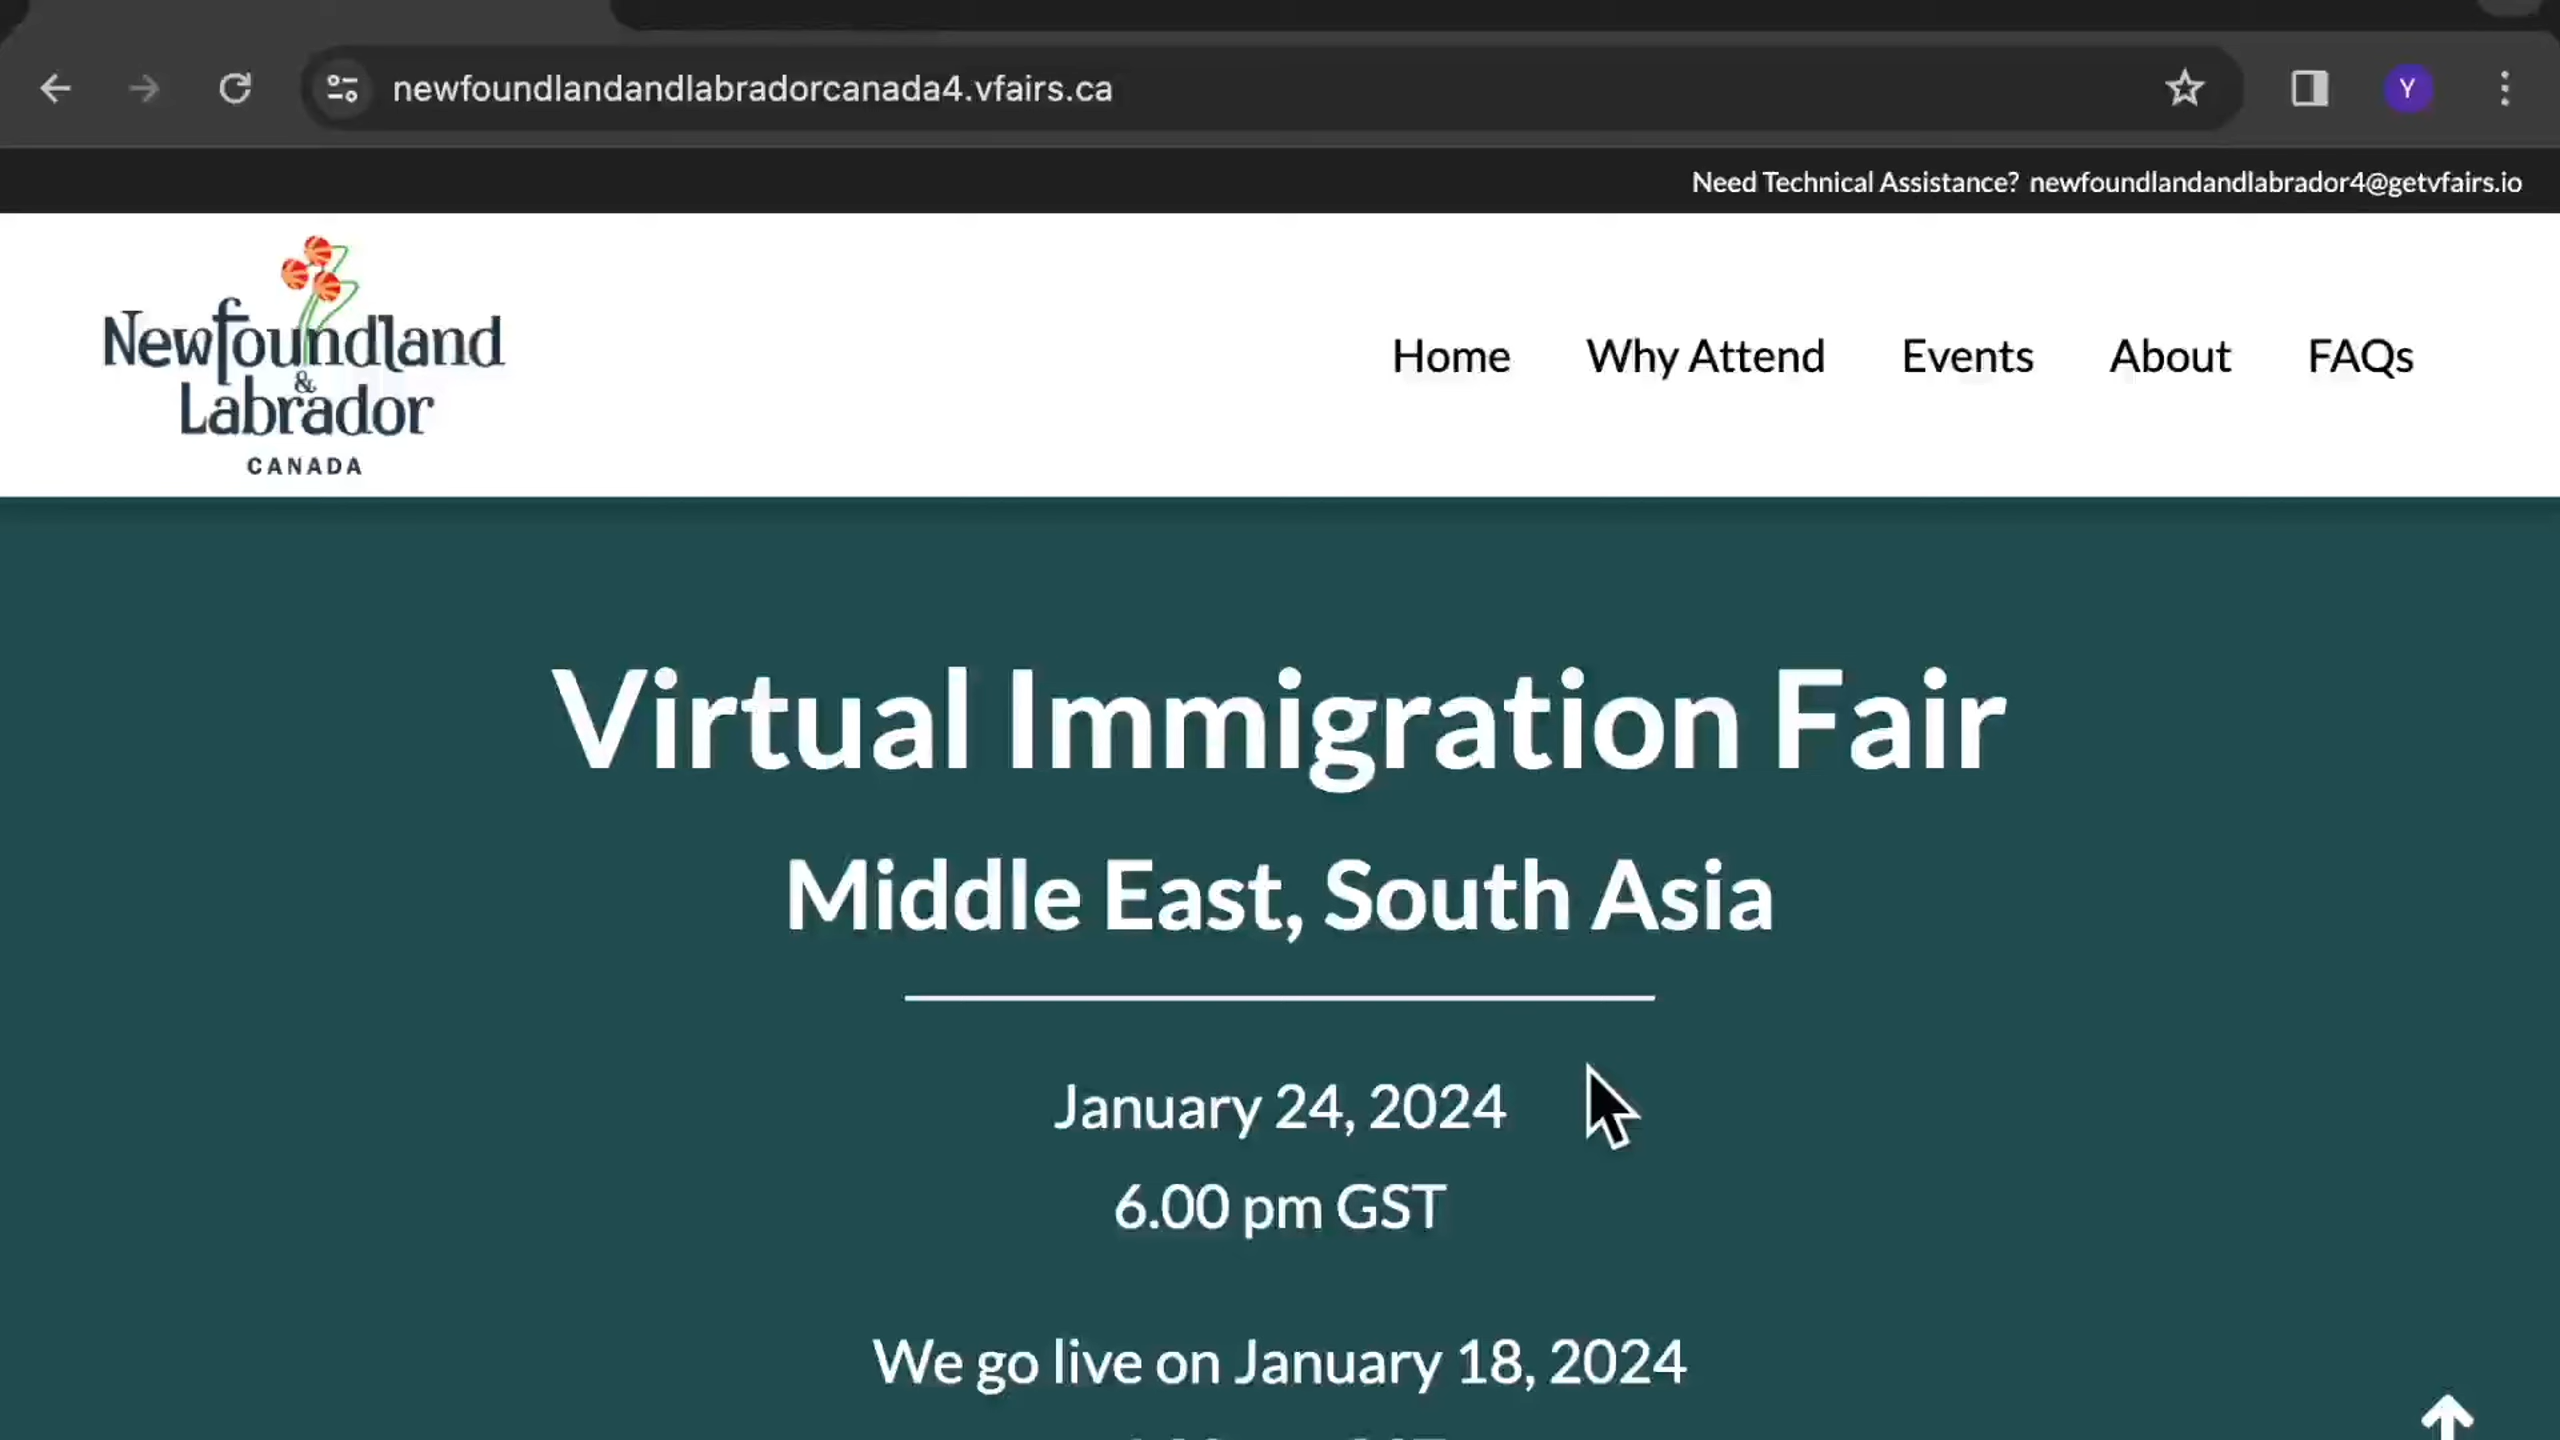 newfoundlandandlabradorcanada4.vfairs.ca
Y
Need Technical Assistance? newfoundlandandlabrador4@getvfairs.io
Newfoundland
&
Labrador
CANADA
Home Why Attend Events About FAQs
Virtual Immigration Fair
Middle East, South Asia
January 24, 2024
6.00 pm GST
We go live on January 18, 2024